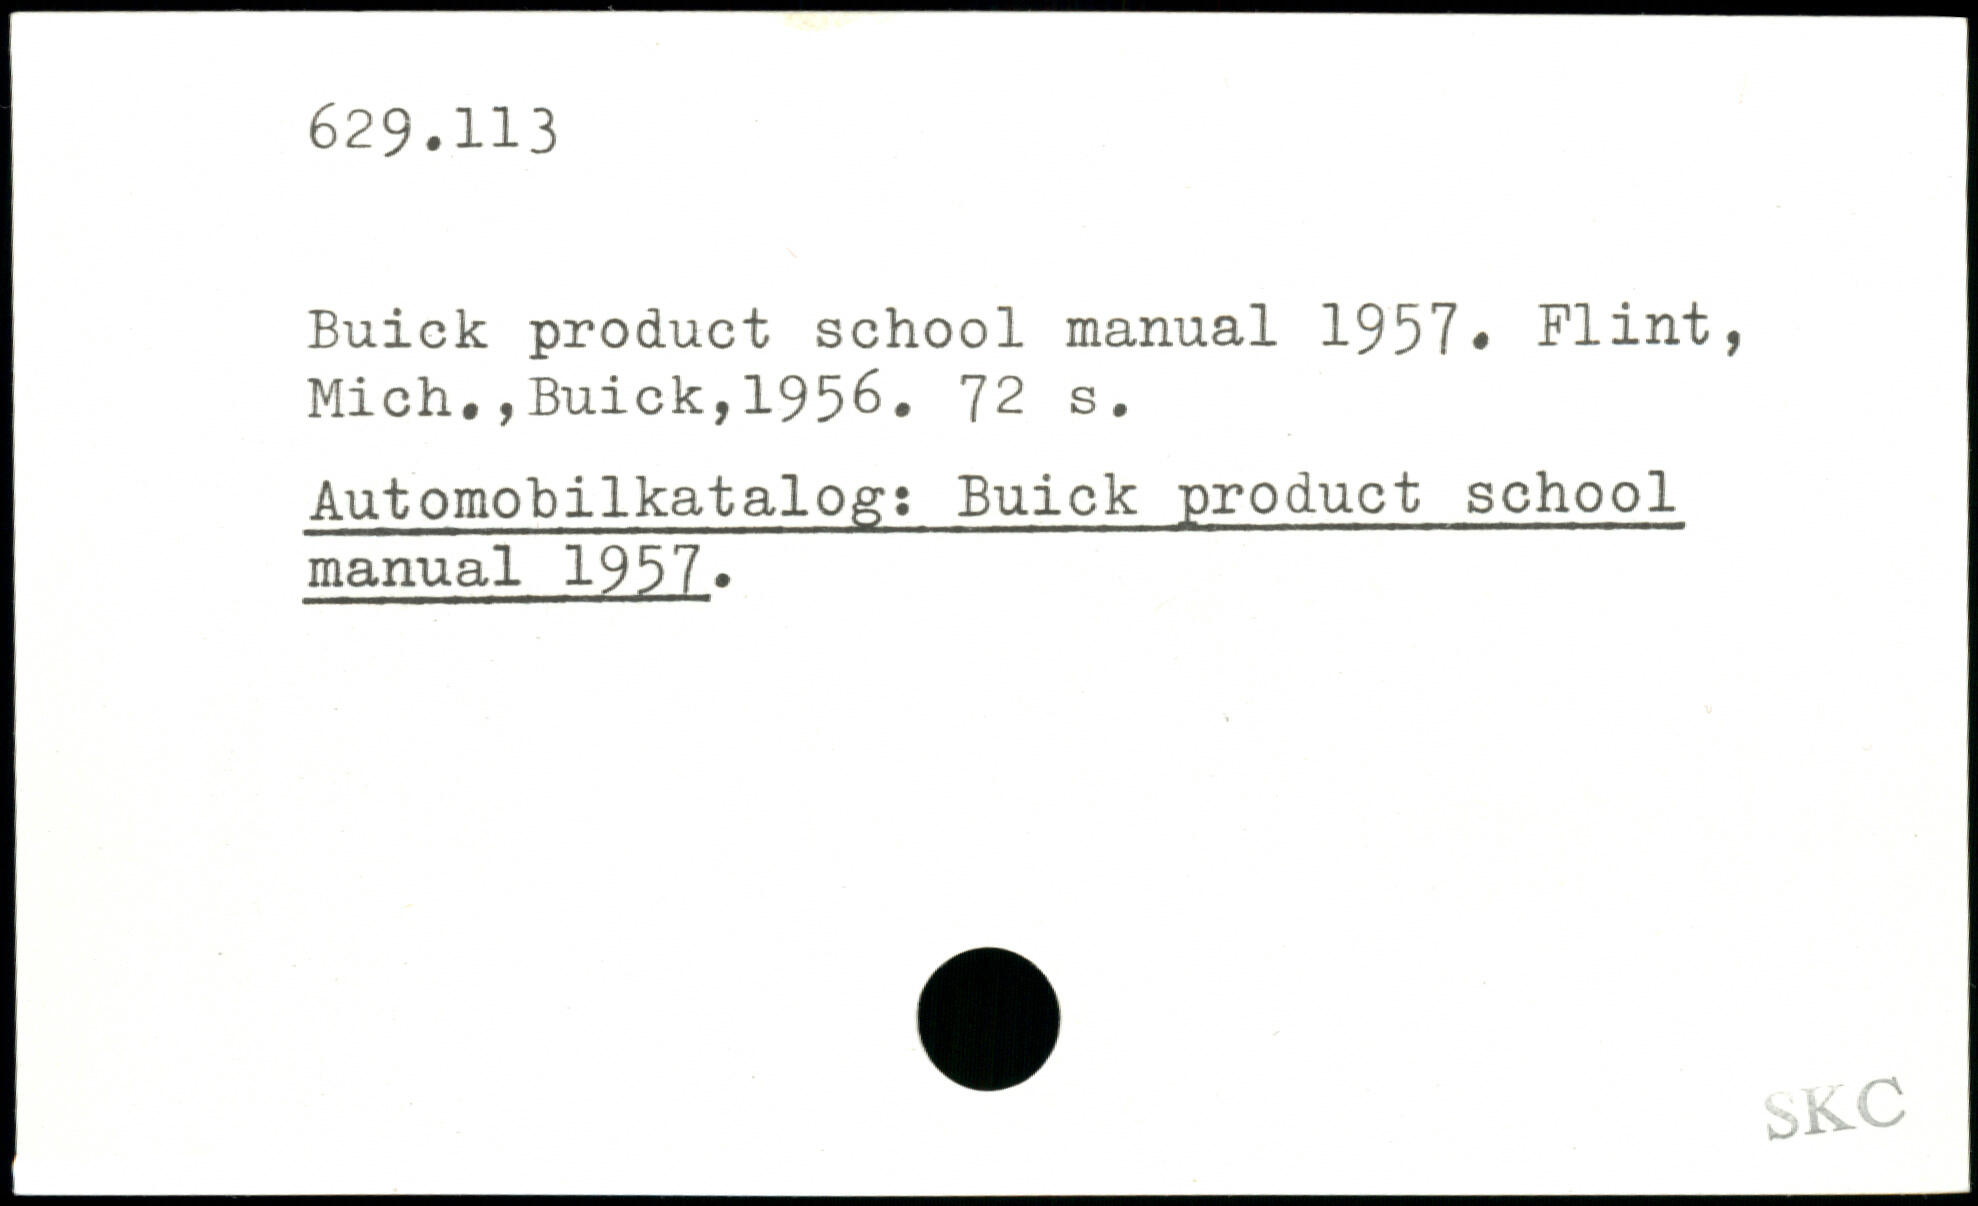 629.113
Buick product school manual 1957. Flint,
Mich.,Buick,1956. 72 s.
Automobilkatalog: Buick product school
manual 1957.
SKC